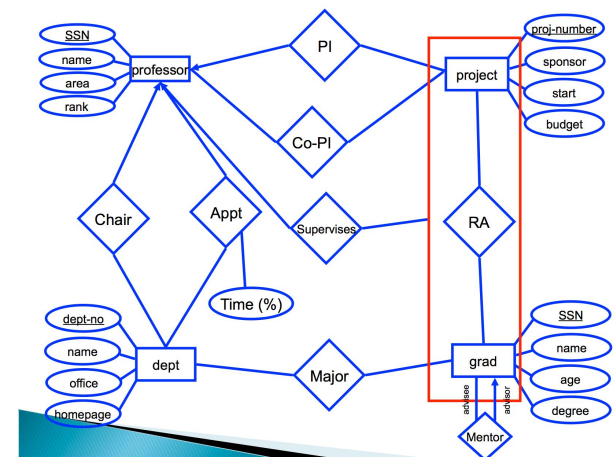 SSN
name
area
rank
professor
PI
Co-PI
project
proj-number
sponsor
start
budget
Chair
Appt
Supervises
RA
Time (%)
dept-no
name
office
homepage
dept
Major
grad
SSN
name
age
degree
advisee
advisor
Mentor